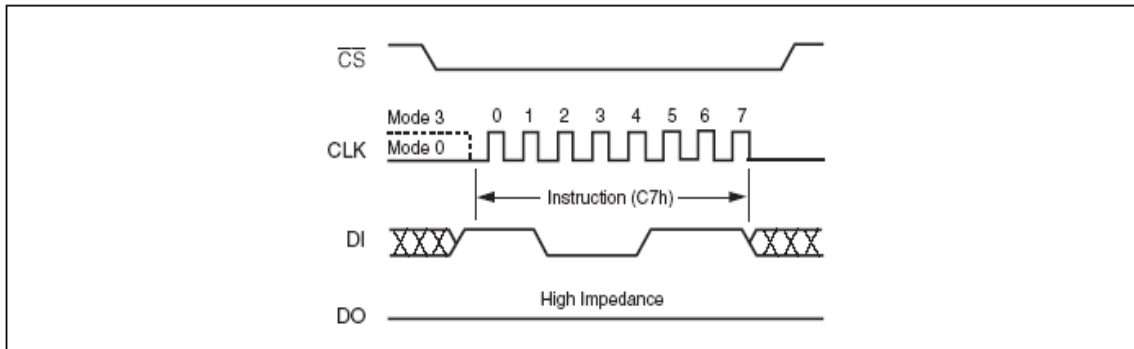 CS
Mode 3 0 1 2 3 4 5 6 7
CLK Mode 0
Instruction (C7h)
DI
High Impedance
DO